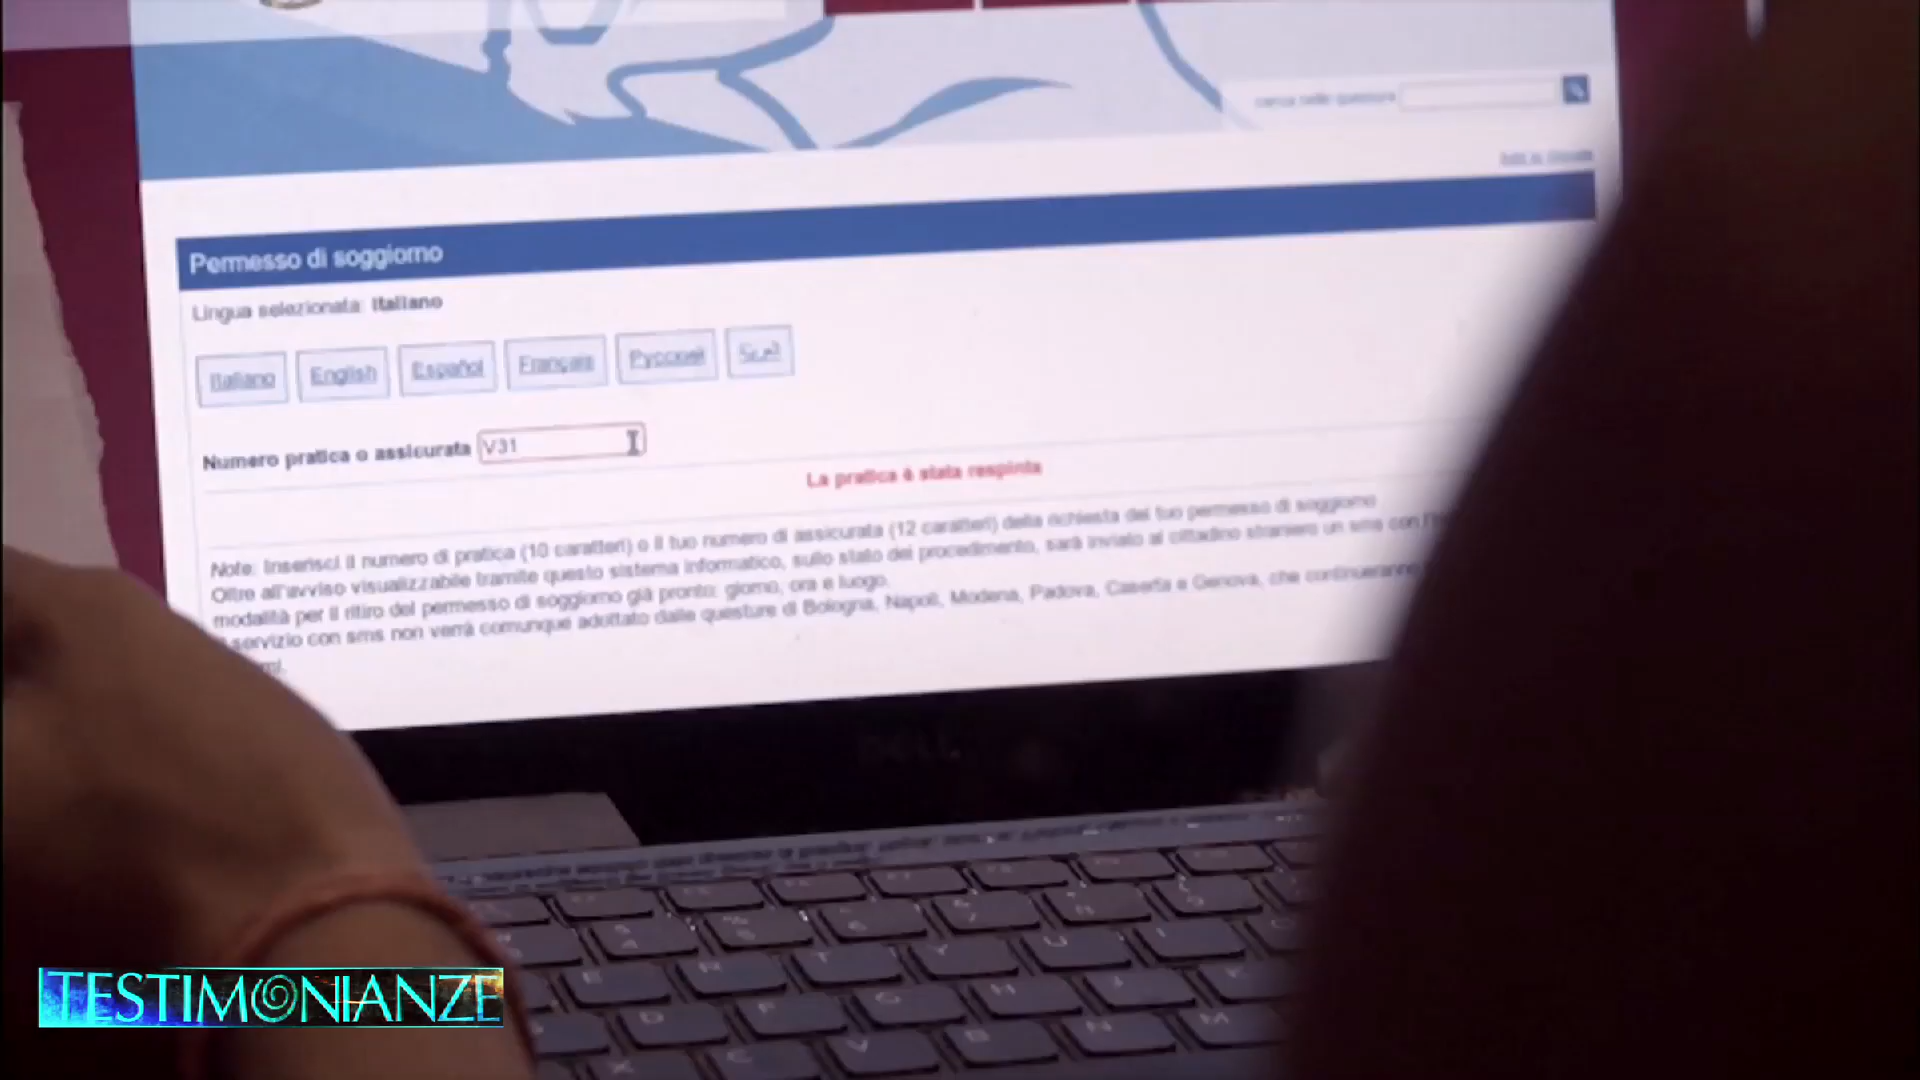 cerca nelle questure
Permesso di soggiorno
Lingua selezionata: Italiano
Italiano English Español Français Русский
Numero pratica o assicurata V31
La pratica è stata respinta
Note: Inserisci il numero di pratica (10 caratteri) o il tuo numero di assicurata (12 caratteri) della richiesta del tuo permesso di soggiorno
Oltre all'avviso visualizzabile tramite questo sistema informatico, sullo stato del procedimento, sarà inviato al cittadino straniero un sms con
modalità per il ritiro del permesso di soggiorno già pronto: giorno, ora e luogo.
servizio con sms non verrà comunque adottato dalle questure di Bologna, Napoli, Modena, Padova, Caserta e Genova, che continueranno
DELL
E R T Y U I
D F G H J K
X C V B N M
TESTIMONIANZE